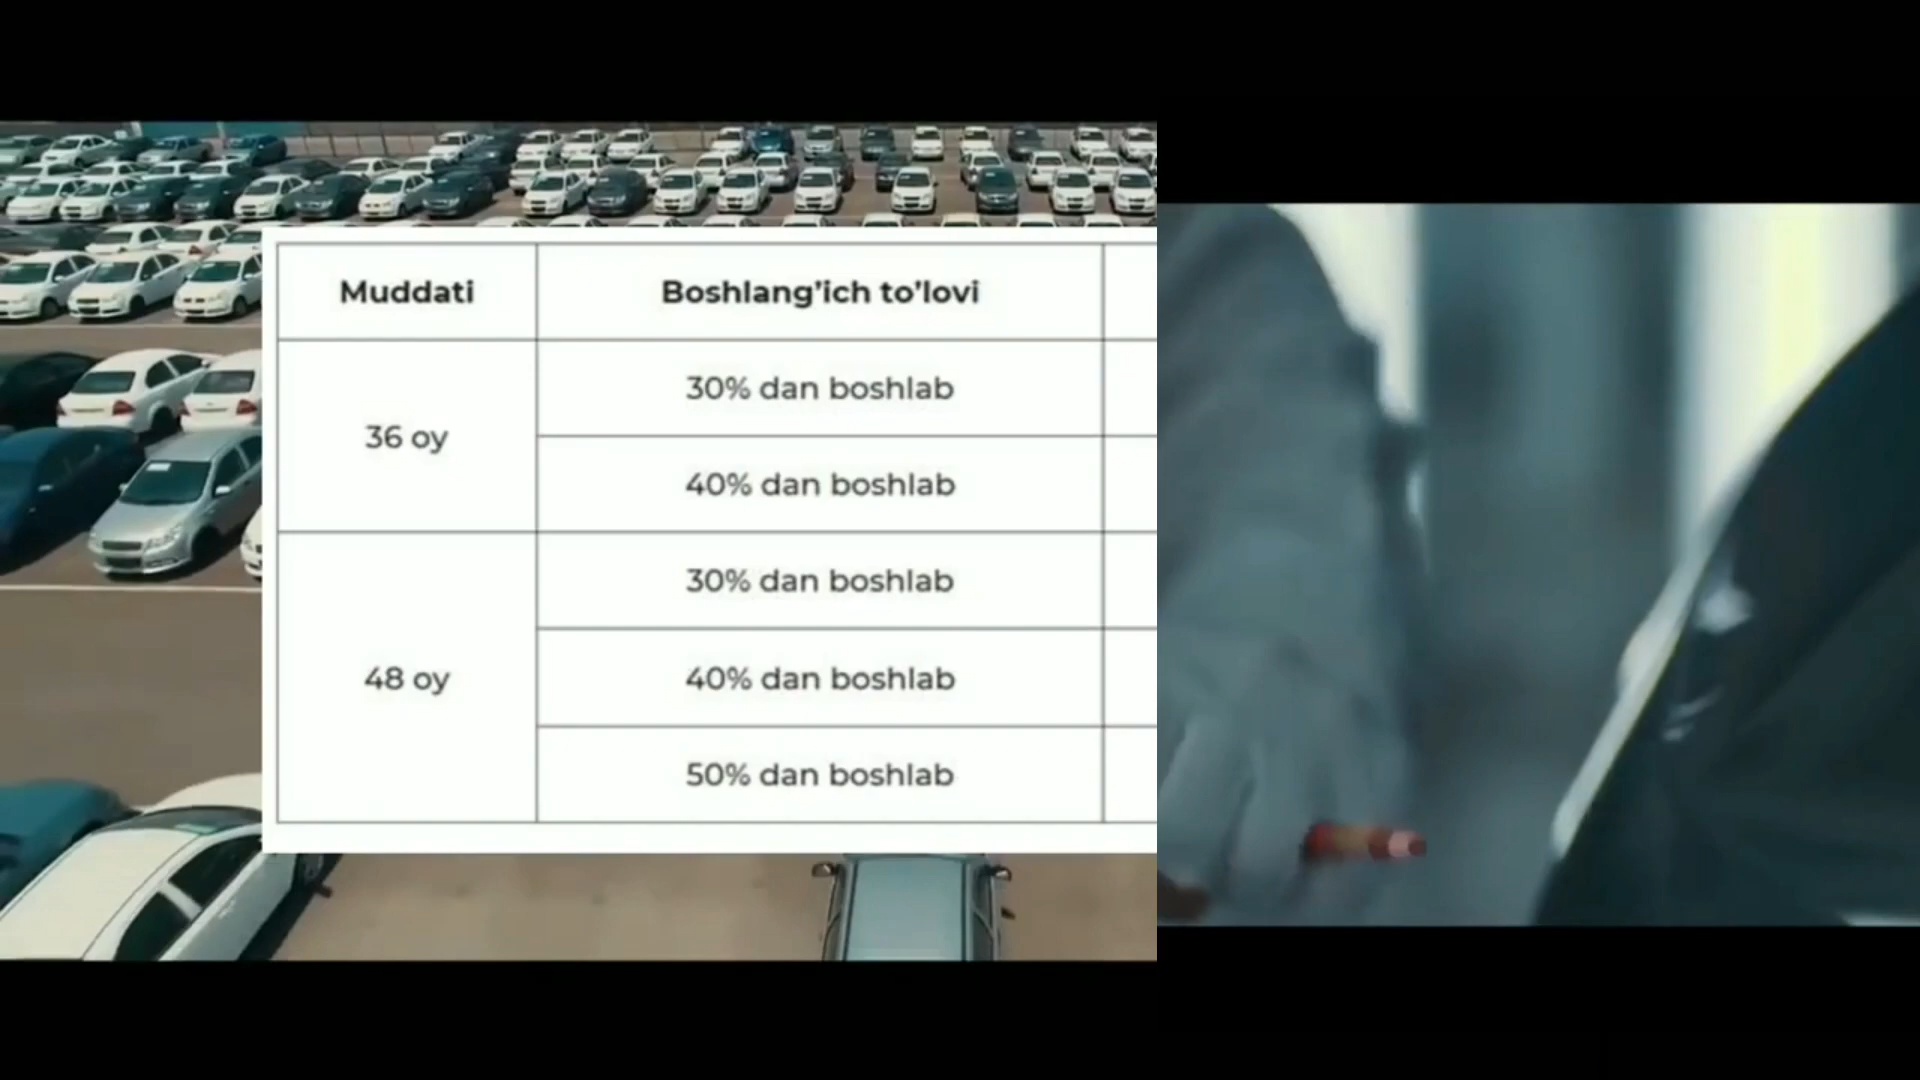 Muddati
Boshlang’ich to’lovi
36 oy
30% dan boshlab
40% dan boshlab
48 oy
30% dan boshlab
40% dan boshlab
50% dan boshlab